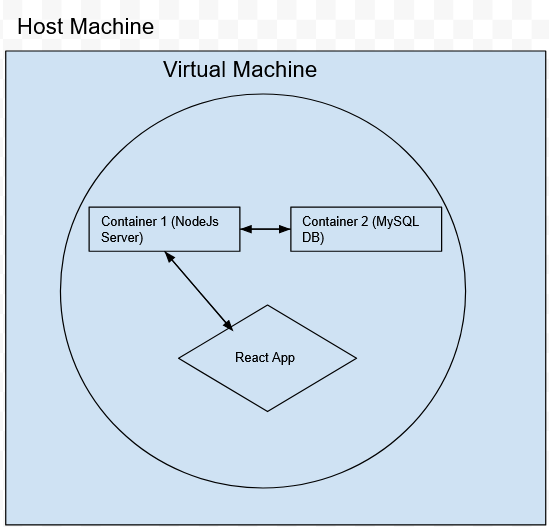 Host Machine
Virtual Machine
Container 1 (NodeJs
Server)
Container 2 (MySQL
DB)
React App